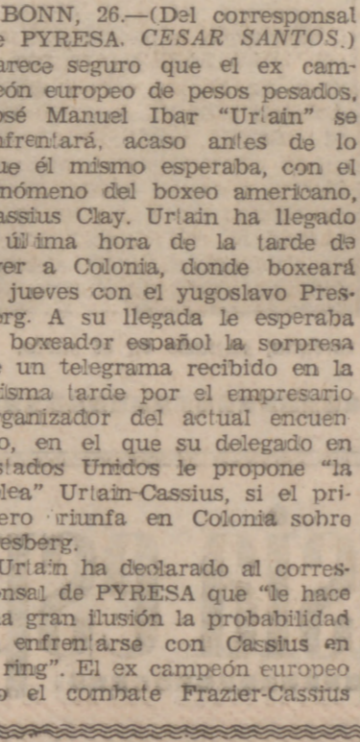 BONN, 26.—(Del corresponsal
e PYRESA. CESAR SANTOS.)
arece seguro que el ex cam-
eón europeo de pesos pesados,
osé Manuel Ibar "Urtain" se
nfrentará, acaso antes de lo
ue él mismo esperaba, con el
nómeno del boxeo americano,
assius Clay. Urtain ha llegado
última hora de la tarde de
yer a Colonia, donde boxeará
jueves con el yugoslavo Pres-
erg. A su llegada le esperaba
boxeador español la sorpresa
e un telegrama recibido en la
isma tarde por el empresario
rganizador del actual encuen
o, en el que su delegado en
stados Unidos le propone "la
lea" Urtain-Cassius, si el pri-
ero triunfa en Colonia sobre
esberg.
Urtain ha declarado al corres-
nsal de PYRESA que "le hace
a gran ilusión la probabilidad
enfrentarse con Cassius en
ring". El ex campeón europeo
o el combate Frazier-Cassius